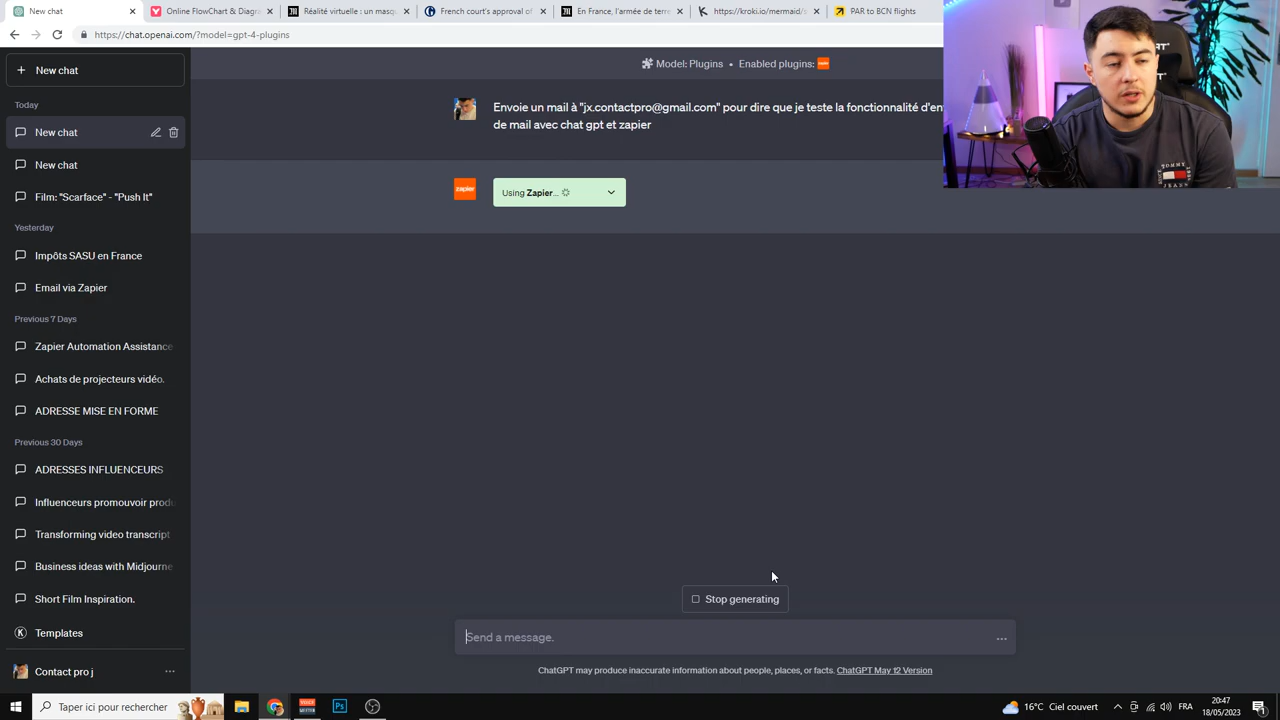 New chat
Online FlowChart & Diagra
Réalité virtuelle : un masqu
French court's approval of
En France, l'armée de terre
https://kroki.io/mermaid/s
PAR to BCN flights
https://chat.openai.com/?model=gpt-4-plugins
New chat
Model: Plugins • Enabled plugins: zapier
Today
New chat
New chat
Film: "Scarface" - "Push It"
Yesterday
Impôts SASU en France
Email via Zapier
Previous 7 Days
Zapier Automation Assistance
Achats de projecteurs vidéo.
ADRESSE MISE EN FORME
Previous 30 Days
ADRESSES INFLUENCEURS
Influenceurs promouvoir produ
Transforming video transcript
Business ideas with Midjourne
Short Film Inspiration.
Templates
Contact pro j
Envoie un mail à "jx.contactpro@gmail.com" pour dire que je teste la fonctionnalité d'en
de mail avec chat gpt et zapier
zapier
Using Zapier...
Stop generating
Send a message.
ChatGPT may produce inaccurate information about people, places, or facts. ChatGPT May 12 Version
TOMMY
JEANS
Taper ici pour rechercher
16°C Ciel couvert
FRA
20:47
18/05/2023